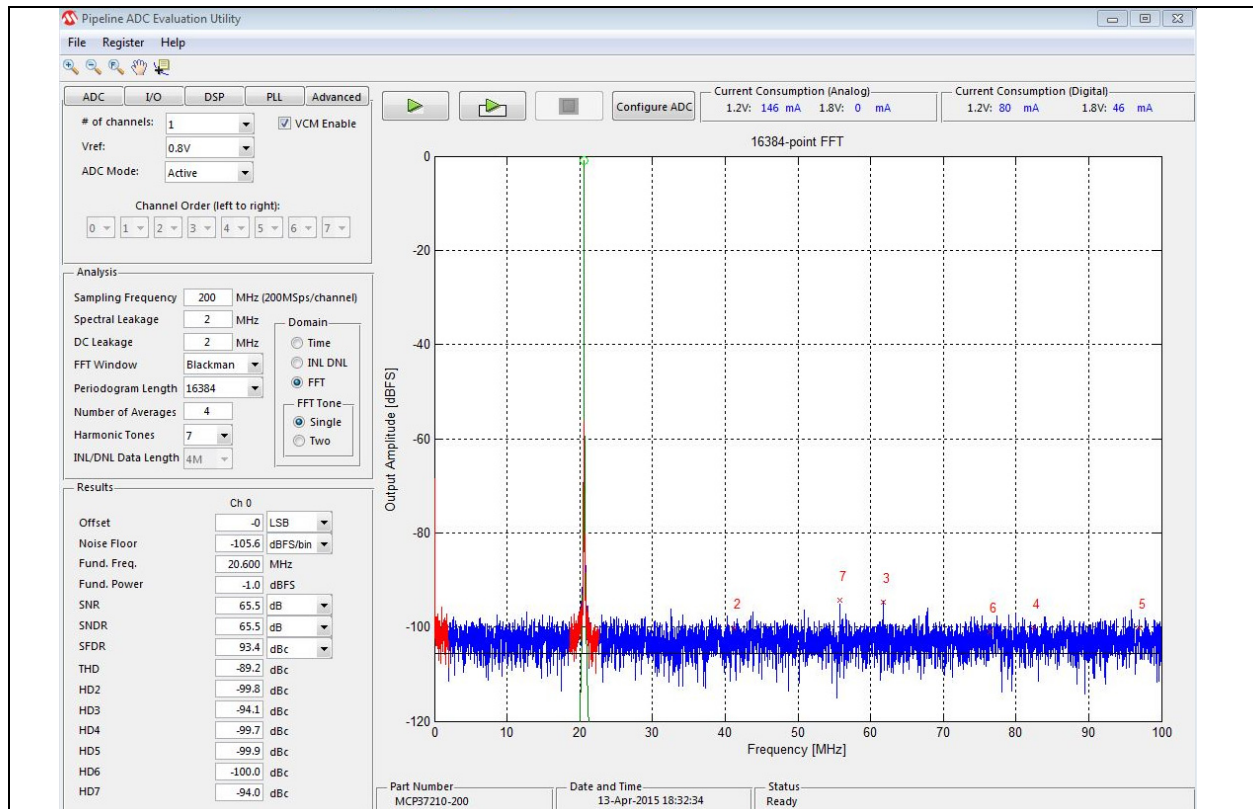 Pipeline ADC Evaluation Utility
File Register Help
ADC I/O DSP PLL Advanced
# of channels: 1 VCM Enable
Vref: 0.8V
ADC Mode: Active
Channel Order (left to right):
0 1 2 3 4 5 6 7
Configure ADC
Current Consumption (Analog)
1.2V: 146 mA 1.8V: 0 mA
Current Consumption (Digital)
1.2V: 80 mA 1.8V: 46 mA
Analysis
Sampling Frequency 200 MHz (200MSps/channel)
Spectral Leakage 2 MHz
DC Leakage 2 MHz
FFT Window Blackman
Periodogram Length 16384
Number of Averages 4
Harmonic Tones 7
INL/DNL Data Length 4M
Domain
Time
INL DNL
FFT
FFT Tone
Single
Two
Results
Ch 0
Offset -0 LSB
Noise Floor -105.6 dBFS/bin
Fund. Freq. 20.600 MHz
Fund. Power -1.0 dBFS
SNR 65.5 dB
SNDR 65.5 dB
SFDR 93.4 dBc
THD -89.2 dBc
HD2 -99.8 dBc
HD3 -94.1 dBc
HD4 -99.7 dBc
HD5 -99.9 dBc
HD6 -100.0 dBc
HD7 -94.0 dBc
16384-point FFT
Output Amplitude [dBFS]
0
-20
-40
-60
-80
-100
-120
2 7 3 6 4 5
0 10 20 30 40 50 60 70 80 90 100
Frequency [MHz]
Part Number
MCP37210-200
Date and Time
13-Apr-2015 18:32:34
Status
Ready